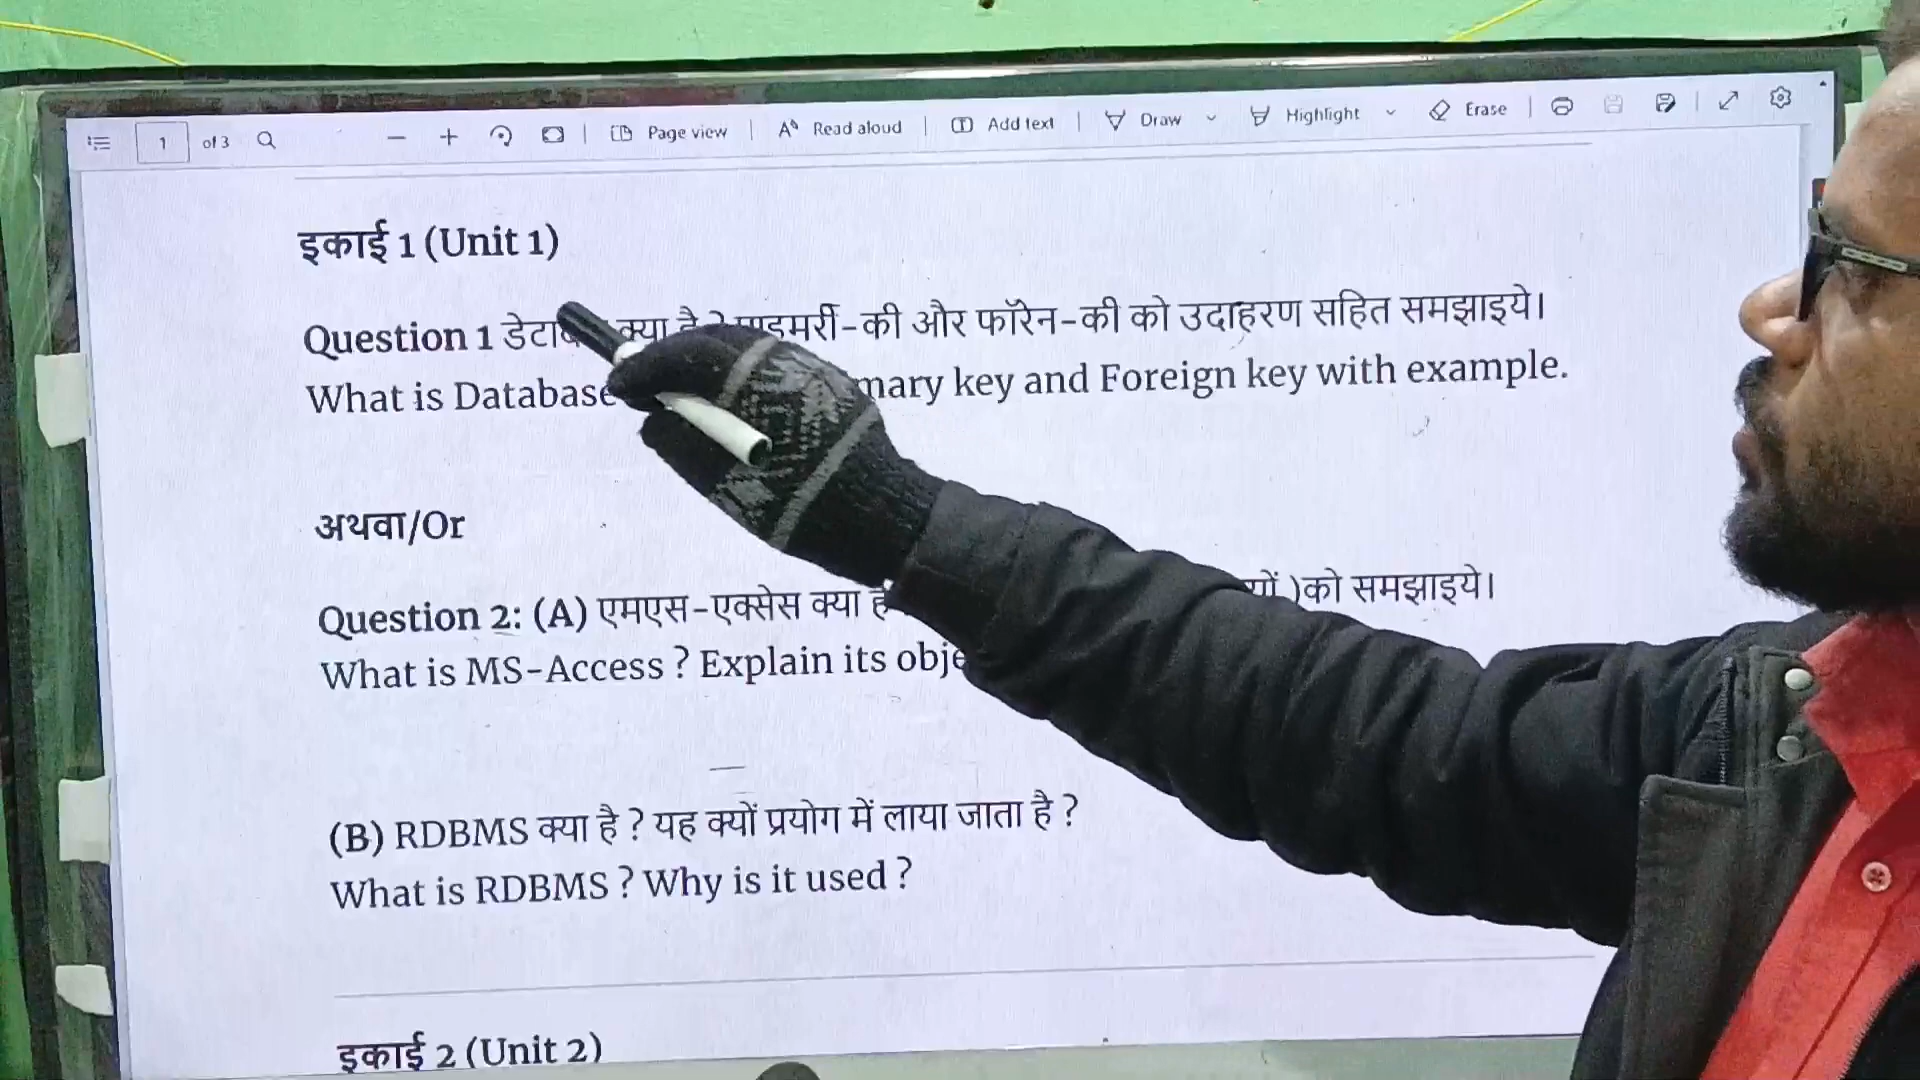 1 of 3 Page view Read aloud Add text Draw Highlight Erase
इकाई 1 (Unit 1)
Question 1 क्या है ? प्राइमरी-की और फॉरेन-की को उदाहरण सहित समझाइये।
What is Database key and Foreign key with example.
अथवा/Or
Question 2: (A) एमएस-एक्सेस क्या है )को समझाइये।
What is MS-Access ? Explain its
(B) RDBMS क्या है ? यह क्यों प्रयोग में लाया जाता है ?
What is RDBMS ? Why is it used ?
इकाई 2 (Unit 2)